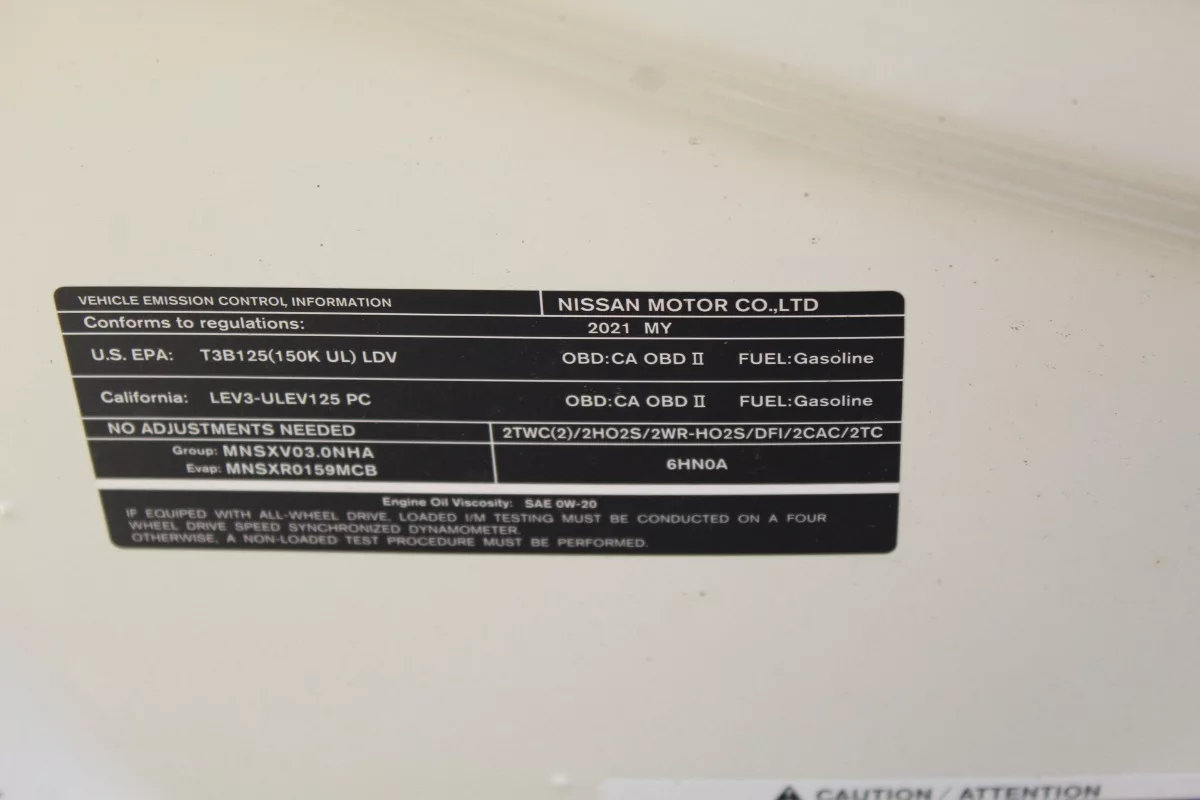 VEHICLE EMISSION CONTROL INFORMATION
NISSAN MOTOR CO.,LTD
Conforms to regulations:
2021 MY
U.S. EPA: T3B125(150K UL) LDV OBD:CA OBD II FUEL:Gasoline
California: LEV3-ULEV125 PC OBD:CA OBD II FUEL:Gasoline
NO ADJUSTMENTS NEEDED
2TWC(2)/2HO2S/2WR-HO2S/DFI/2CAC/2TC
Group: MNSXV03.0NHA
Evap: MNSXR0159MCB
6HN0A
Engine Oil Viscosity: SAE 0W-20
IF EQUIPPED WITH ALL-WHEEL DRIVE, LOADED I/M TESTING MUST BE CONDUCTED ON A FOUR
WHEEL DRIVE SPEED SYNCHRONIZED DYNAMOMETER.
OTHERWISE, A NON-LOADED TEST PROCEDURE MUST BE PERFORMED.
CAUTION / ATTENTION